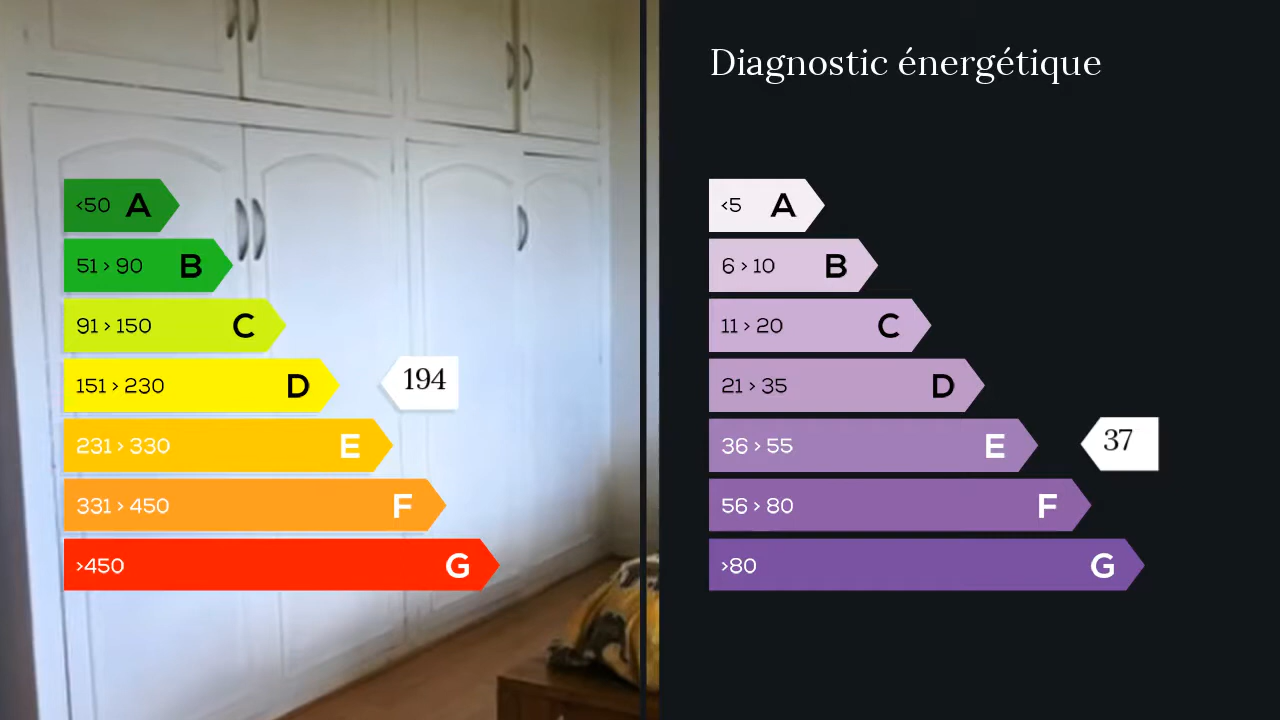 Diagnostic énergétique
<50 A
51 > 90 B
91 > 150 C
151 > 230 D
194
231 > 330 E
331 > 450 F
>450 G
<5 A
6 > 10 B
11 > 20 C
21 > 35 D
36 > 55 E
37
56 > 80 F
>80 G